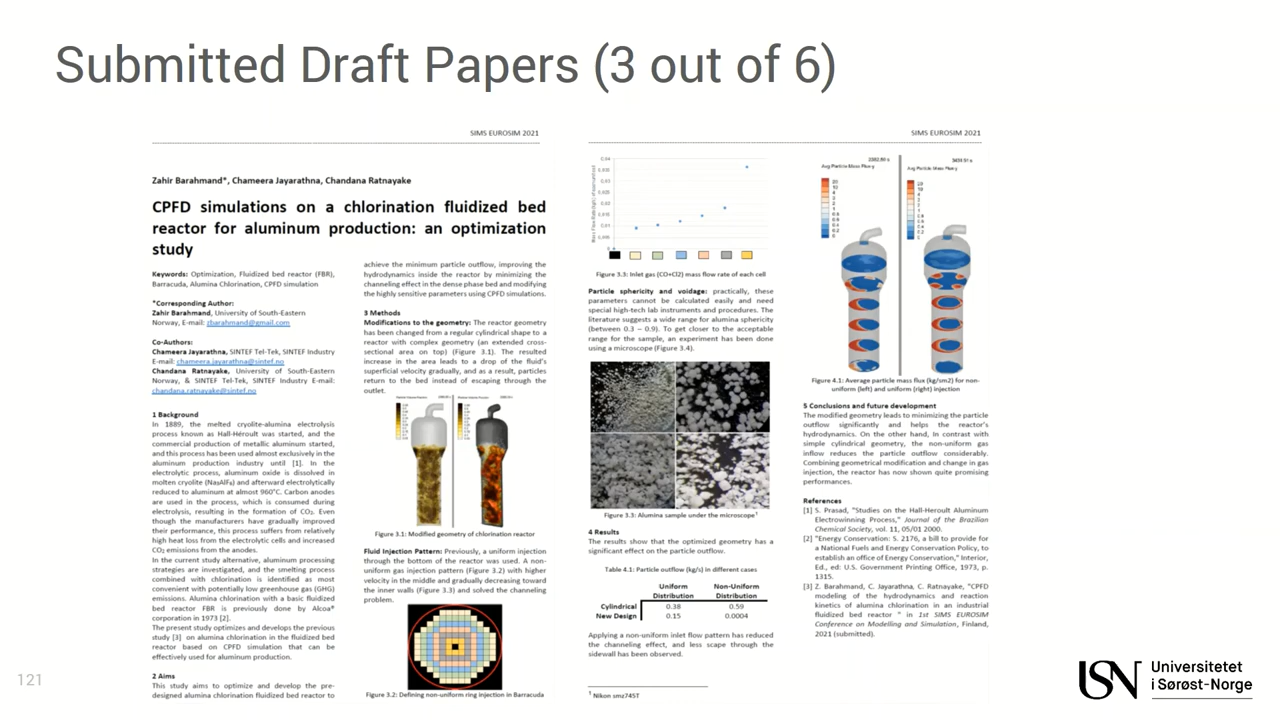 Submitted Draft Papers (3 out of 6)
SIMS EUROSIM 2021
Zahir Barahmand*, Chameera Jayarathna, Chandana Ratnayake
CPFD simulations on a chlorination fluidized bed
reactor for aluminum production: an optimization
study
Keywords: Optimization, Fluidized bed reactor (FBR),
Barracuda, Alumina Chlorination, CPFD simulation
*Corresponding Author:
Zahir Barahmand, University of South-Eastern
Norway, E-mail: zbarahmand@gmail.com
Co-Authors:
Chameera Jayarathna, SINTEF Tel-Tek, SINTEF Industry
E-mail: chameera.jayarathna@sintef.no
Chandana Ratnayake, University of South-Eastern
Norway, & SINTEF Tel-Tek, SINTEF Industry E-mail:
chandana.ratnayake@sintef.no
1 Background
In 1889, the melted cryolite-alumina electrolysis
process known as Hall-Héroult was started, and the
commercial production of metallic aluminum started,
and this process has been used almost exclusively in the
aluminum production industry until [1]. In the
electrolytic process, aluminum oxide is dissolved in
molten cryolite (Na₃AlF₆) and afterward electrolytically
reduced to aluminum at almost 960°C. Carbon anodes
are used in the process, which is consumed during
electrolysis, resulting in the formation of CO₂. Even
though the manufacturers have gradually improved
their performance, this process suffers from relatively
high heat loss from the electrolytic cells and increased
CO₂ emissions from the anodes.
In the current study alternative, aluminum processing
strategies are investigated, and the smelting process
combined with chlorination is identified as most
convenient with potentially low greenhouse gas (GHG)
emissions. Alumina chlorination with a basic fluidized
bed reactor FBR is previously done by Alcoa®
corporation in 1973 [2].
The present study optimizes and develops the previous
study [3] on alumina chlorination in the fluidized bed
reactor based on CPFD simulation that can be
effectively used for aluminum production.
2 Aims
This study aims to optimize and develop the pre-
designed alumina chlorination fluidized bed reactor to
achieve the minimum particle outflow, improving the
hydrodynamics inside the reactor by minimizing the
channeling effect in the dense phase bed and modifying
the highly sensitive parameters using CPFD simulations.
3 Methods
Modifications to the geometry: The reactor geometry
has been changed from a regular cylindrical shape to a
reactor with complex geometry (an extended cross-
sectional area on top) (Figure 3.1). The resulted
increase in the area leads to a drop of the fluid's
superficial velocity gradually, and as a result, particles
return to the bed instead of escaping through the
outlet.
Figure 3.1: Modified geometry of chlorination reactor
Fluid Injection Pattern: Previously, a uniform injection
through the bottom of the reactor was used. A non-
uniform gas injection pattern (Figure 3.2) with higher
velocity in the middle and gradually decreasing toward
the inner walls (Figure 3.3) and solved the channeling
problem.
Figure 3.2: Defining non-uniform ring injection in Barracuda
SIMS EUROSIM 2021
0,04
0,035
0,03
0,025
0,02
0,015
0,01
0,005
0
Figure 3.3: Inlet gas (CO+Cl2) mass flow rate of each cell
Particle sphericity and voidage: practically, these
parameters cannot be calculated easily and need
special high-tech lab instruments and procedures. The
literature suggests a wide range for alumina sphericity
(between 0.3 – 0.9). To get closer to the acceptable
range for the sample, an experiment has been done
using a microscope (Figure 3.4).
Figure 3.3: Alumina sample under the microscope¹
4 Results
The results show that the optimized geometry has a
significant effect on the particle outflow.
Table 4.1: Particle outflow (kg/s) in different cases
Uniform Distribution Non-Uniform Distribution
Cylindrical 0.38 0.59
New Design 0.15 0.0004
Applying a non-uniform inlet flow pattern has reduced
the channeling effect, and less scape through the
sidewall has been observed.
¹ Nikon smz745T
Avg Particle Mass Flux-y
Avg Particle Mass Flux-y
Figure 4.1: Average particle mass flux (kg/sm2) for non-
uniform (left) and uniform (right) injection
5 Conclusions and future development
The modified geometry leads to minimizing the particle
outflow significantly and helps the reactor's
hydrodynamics. On the other hand, In contrast with
simple cylindrical geometry, the non-uniform gas
inflow reduces the particle outflow considerably.
Combining geometrical modification and change in gas
injection, the reactor has now shown quite promising
performances.
References
[1] S. Prasad, "Studies on the Hall-Heroult Aluminum
Electrowinning Process," Journal of the Brazilian
Chemical Society, vol. 11, 05/01 2000.
[2] "Energy Conservation: S. 2176, a bill to provide for
a National Fuels and Energy Conservation Policy, to
establish an office of Energy Conservation," Interior,
Ed., ed: U.S. Government Printing Office, 1973, p.
1315.
[3] Z. Barahmand, C. Jayarathna, C. Ratnayake, "CPFD
modeling of the hydrodynamics and reaction
kinetics of alumina chlorination in an industrial
fluidized bed reactor " in 1st SIMS EUROSIM
Conference on Modelling and Simulation, Finland,
2021 (submitted).
121
USN Universitetet
i Sørøst-Norge